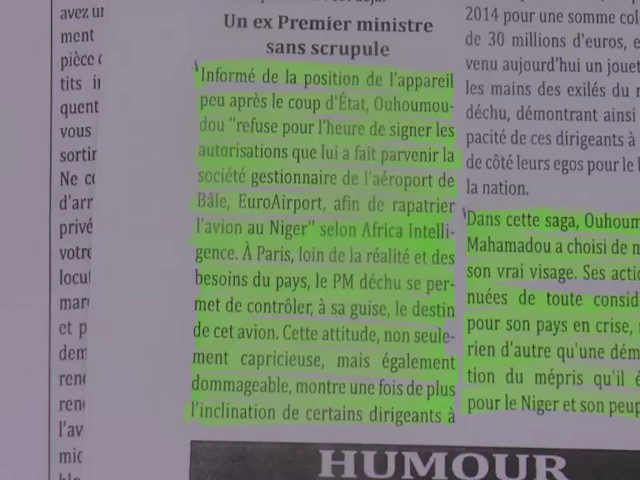 avez
ment
pièce
tits
quent
vous
sortir
Ne
d'arr
privé
votre
et
l'av
Un ex Premier ministre
sans scrupule
Informé de la position de l'appareil
peu après le coup d'État, Ouhoumou-
dou "refuse pour l'heure de signer les
autorisations que lui a fait parvenir la
société gestionnaire de l'aéroport de
Bâle, EuroAirport, afin de rapatrier
l'avion au Niger" selon Africa Intelli-
gence. À Paris, loin de la réalité et des
besoins du pays, le PM déchu se per-
met de contrôler, à sa guise, le destin
de cet avion. Cette attitude, non seule-
ment capricieuse, mais également
dommageable, montre une fois de plus
l'inclination de certains dirigeants à
2014 pour une somme col
de 30 millions d'euros, e
venu aujourd'hui un jouet
les mains des exilés du r
déchu, démontrant ainsi
pacité de ces dirigeants à
de côté leurs egos pour le
la nation.
Dans cette saga, Ouhoum
Mahamadou a choisi de m
son vrai visage. Ses actio
nuées de toute consid
pour son pays en crise,
rien d'autre qu'une dém
tion du mépris qu'il é
pour le Niger et son peup
HUMOUR